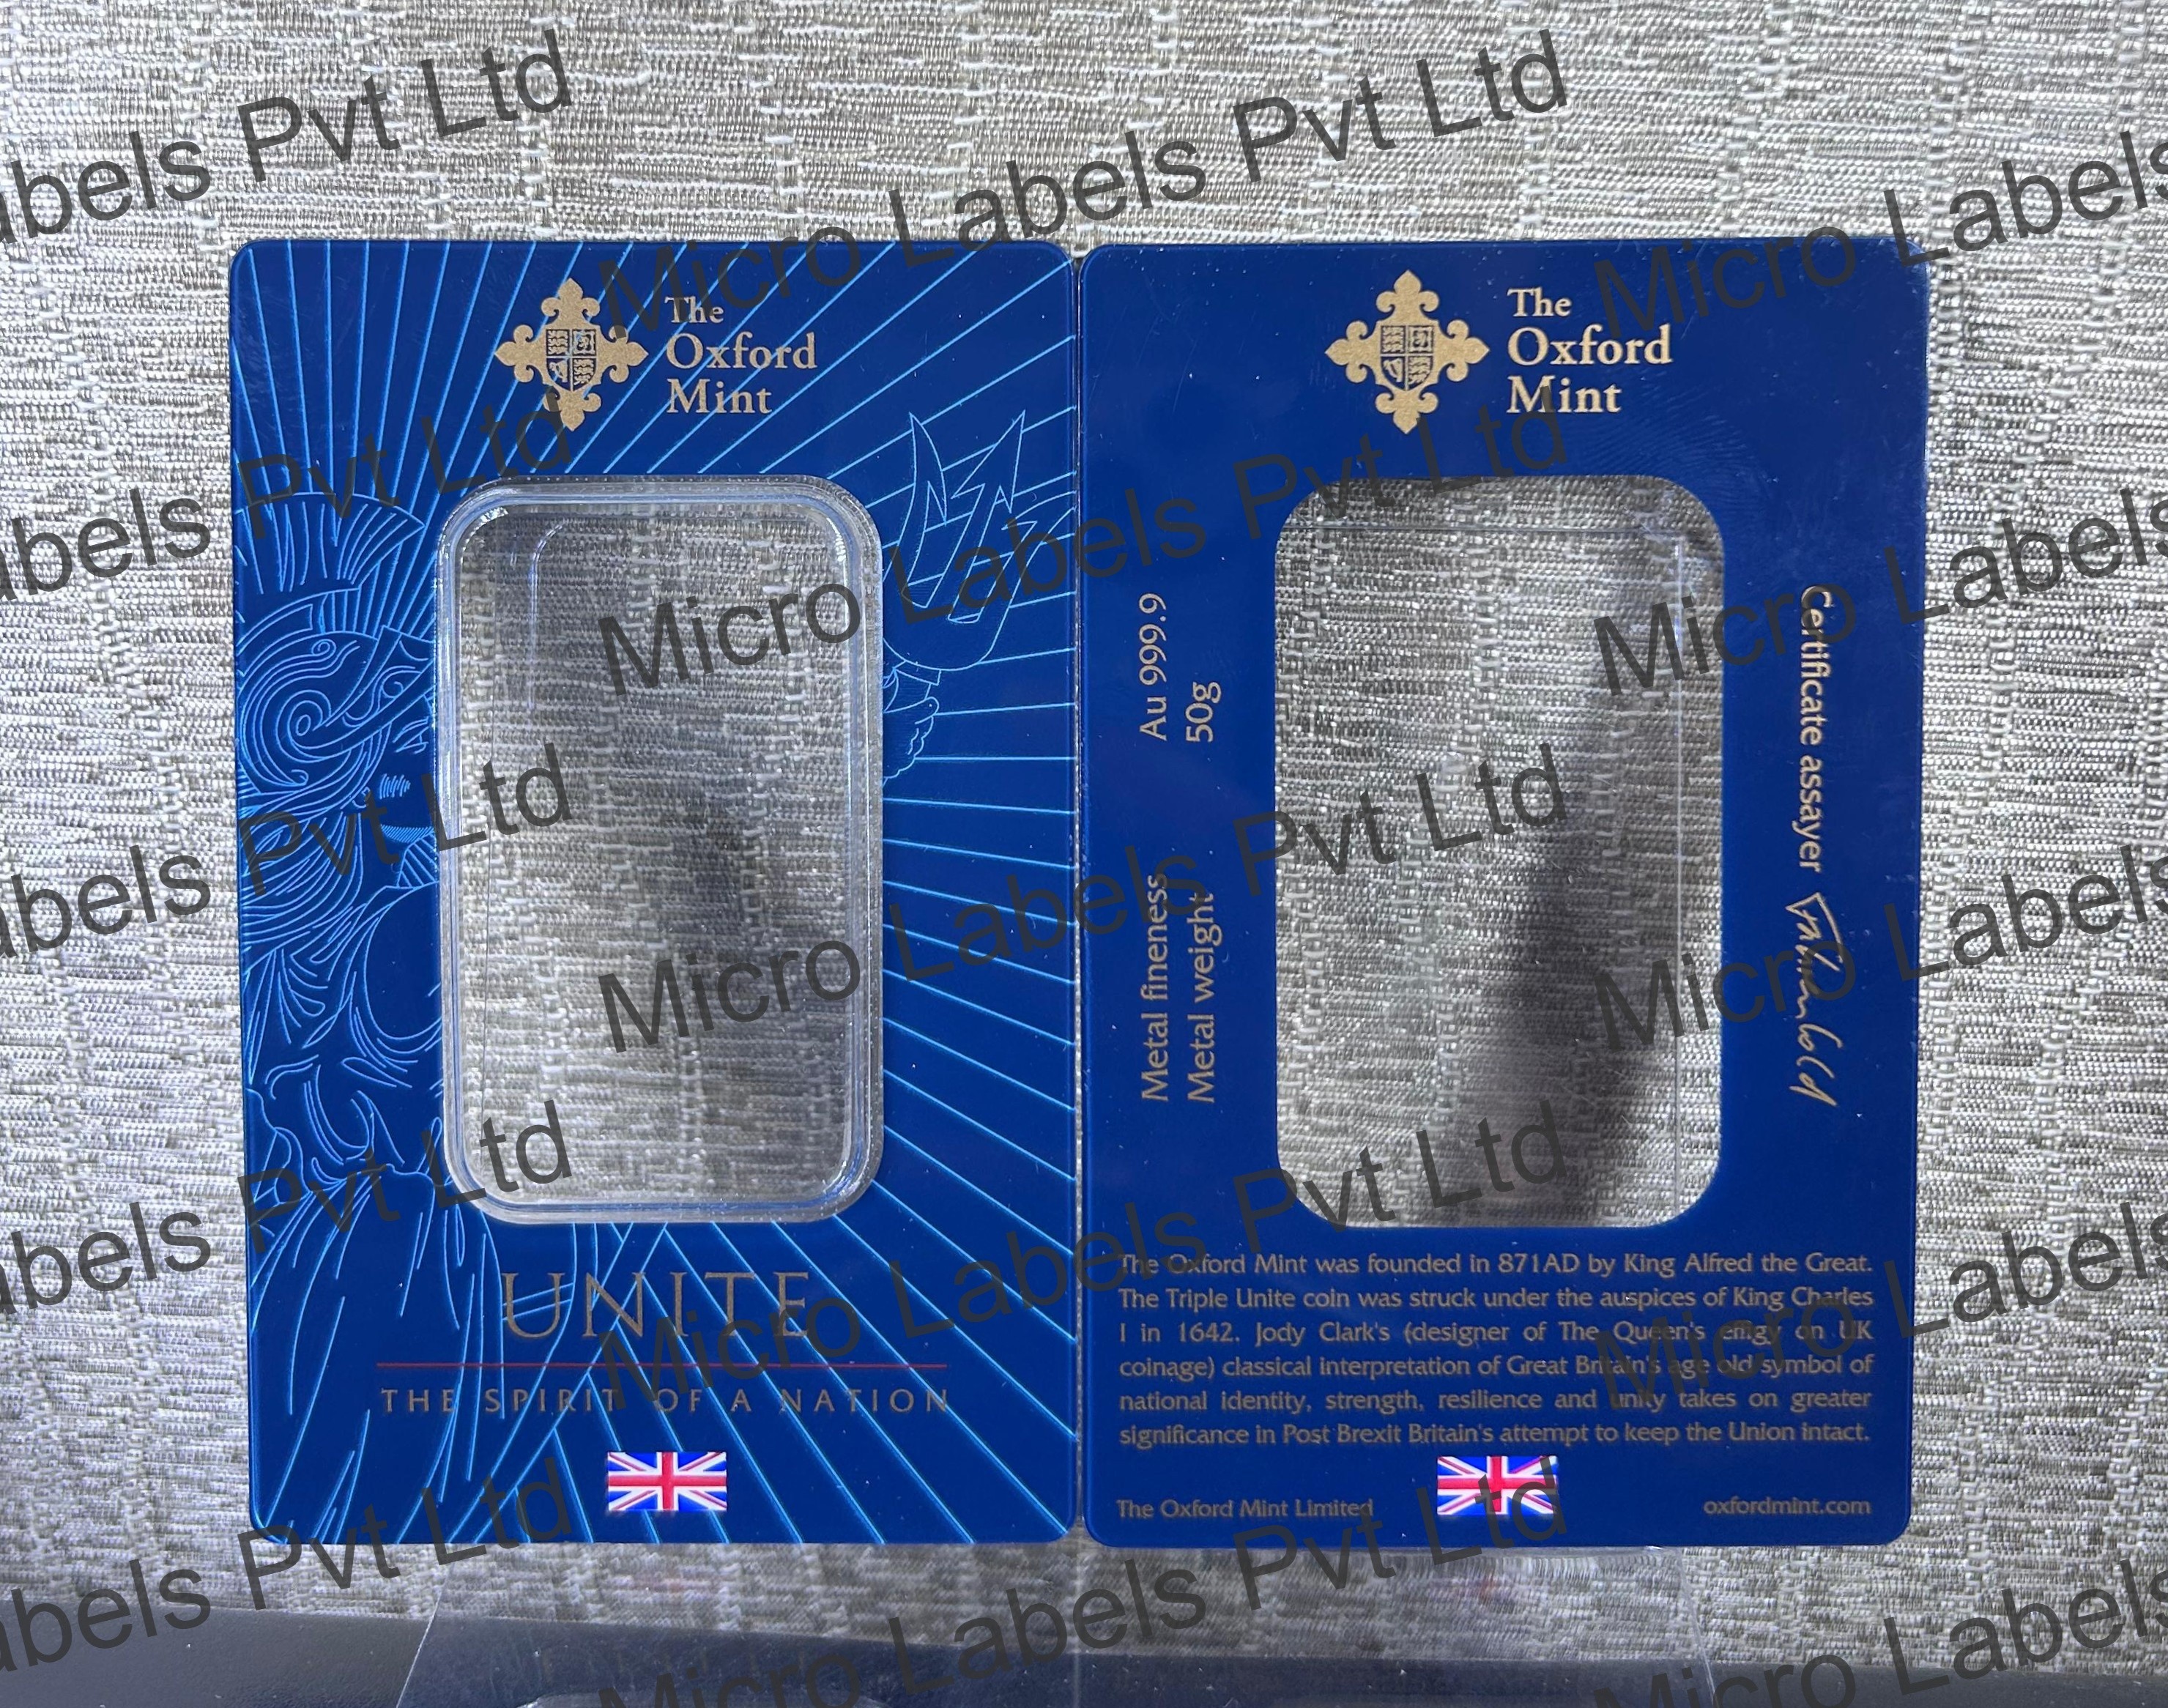 The
Oxford
Mint
UNITE
THE SPIRIT OF A NATION
The
Oxford
Mint
Metal fineness Au 999.9
Metal weight 50g
Certificate assayer
The Oxford Mint was founded in 871AD by King Alfred the Great.
The Triple Unite coin was struck under the auspices of King Charles
I in 1642. Jody Clark's (designer of The Queen's effigy on UK
coinage) classical interpretation of Great Britain's age old symbol of
national identity, strength, resilience and unity takes on greater
significance in Post Brexit Britain's attempt to keep the Union intact.
The Oxford Mint Limited
oxfordmint.com
Micro Labels Pvt Ltd